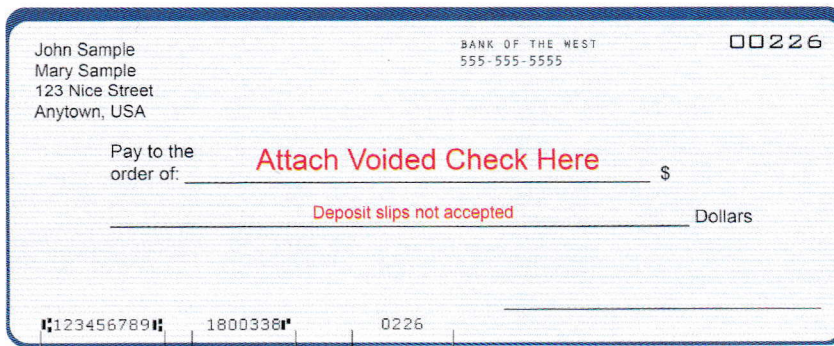 John Sample
Mary Sample
123 Nice Street
Anytown, USA
BANK OF THE WEST
555-555-5555
00226
Pay to the
order of:
Attach Voided Check Here
$
Deposit slips not accepted
Dollars
⑆123456789⑆ 1800338⑈ 0226